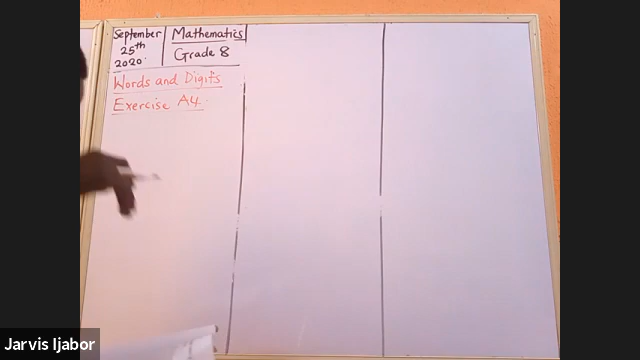 September
25th
2020.
Mathematics
Grade 8
Words and Digits
Exercise A4.
Jarvis Ijabor